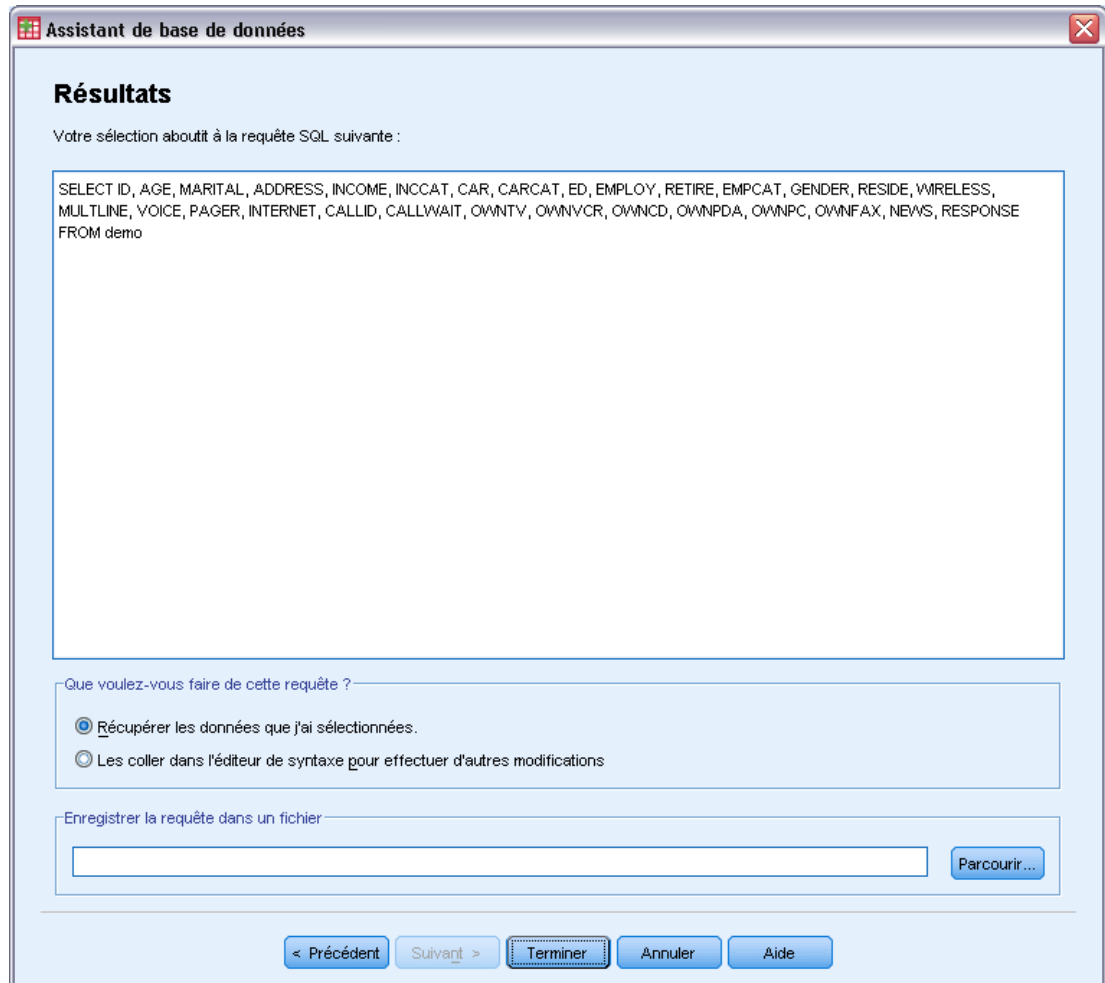 Assistant de base de données
Résultats
Votre sélection aboutit à la requête SQL suivante :
SELECT ID, AGE, MARITAL, ADDRESS, INCOME, INCCAT, CAR, CARCAT, ED, EMPLOY, RETIRE, EMPCAT, GENDER, RESIDE, WIRELESS,
MULTLINE, VOICE, PAGER, INTERNET, CALLID, CALLWAIT, OWNTV, OWNVCR, OWNCD, OWNPDA, OWNPC, OWNFAX, NEWS, RESPONSE
FROM demo
Que voulez-vous faire de cette requête ?
Récupérer les données que j'ai sélectionnées.
Les coller dans l'éditeur de syntaxe pour effectuer d'autres modifications
Enregistrer la requête dans un fichier
Parcourir...
< Précédent Suivant > Terminer Annuler Aide